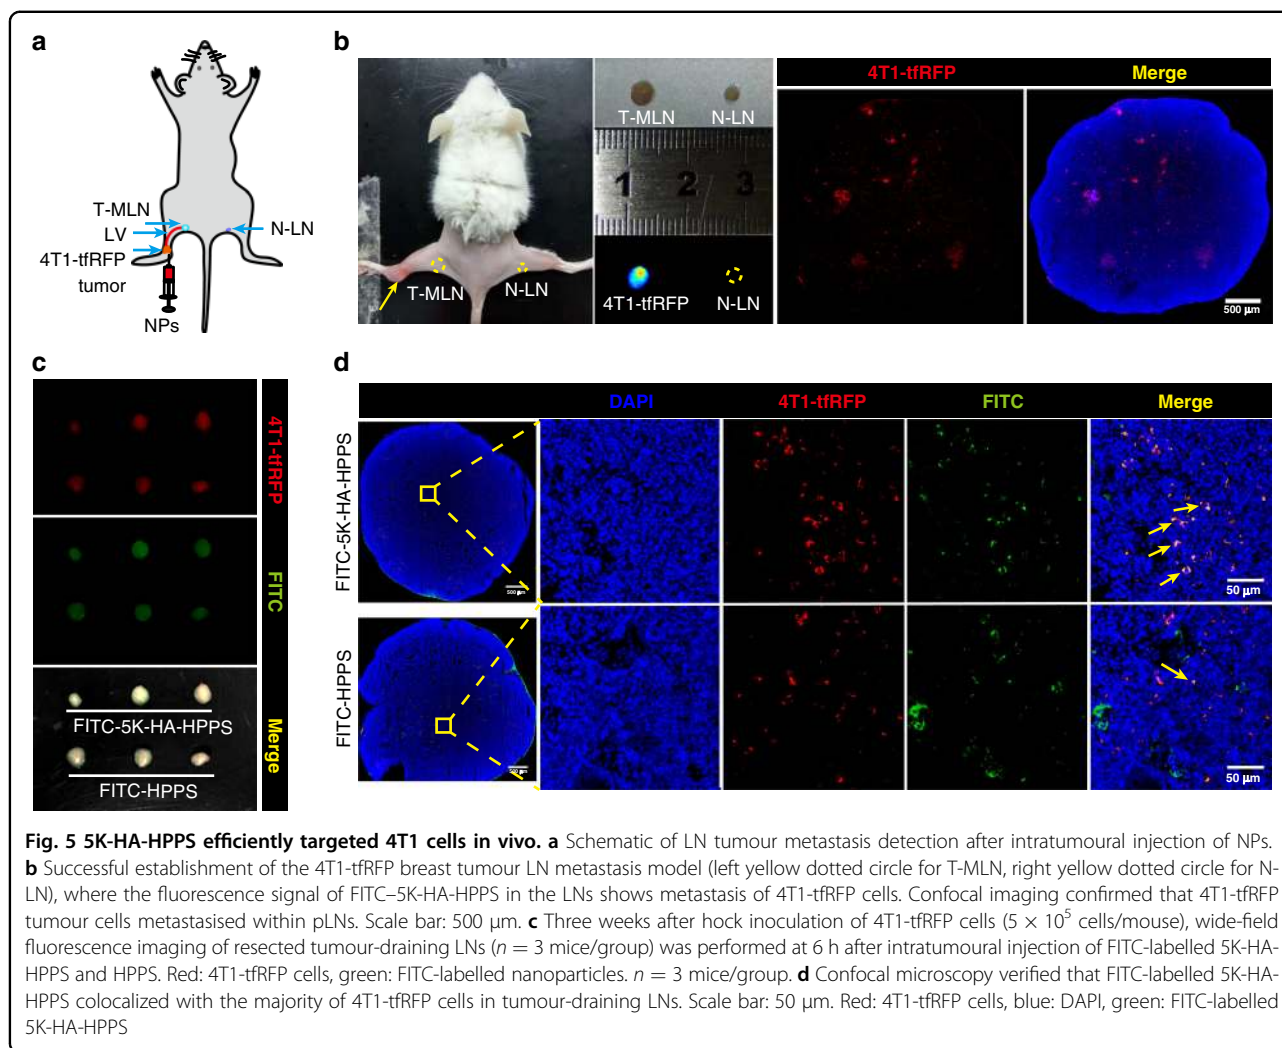 a
T-MLN
LV
4T1-tfRFP
tumor
NPs
N-LN
b
T-MLN
N-LN
T-MLN
N-LN
1 2 3
4T1-tfRFP
N-LN
4T1-tfRFP
Merge
500 µm
c
4T1-tfRFP
FITC
Merge
FITC-5K-HA-HPPS
FITC-HPPS
d
DAPI
4T1-tfRFP
FITC
Merge
FITC-5K-HA-HPPS
500 µm
50 µm
FITC-HPPS
500 µm
50 µm
Fig. 5 5K-HA-HPPS efficiently targeted 4T1 cells in vivo. a Schematic of LN tumour metastasis detection after intratumoural injection of NPs.
b Successful establishment of the 4T1-tfRFP breast tumour LN metastasis model (left yellow dotted circle for T-MLN, right yellow dotted circle for N-
LN), where the fluorescence signal of FITC–5K-HA-HPPS in the LNs shows metastasis of 4T1-tfRFP cells. Confocal imaging confirmed that 4T1-tfRFP
tumour cells metastasised within pLNs. Scale bar: 500 µm. c Three weeks after hock inoculation of 4T1-tfRFP cells (5 × 10⁵ cells/mouse), wide-field
fluorescence imaging of resected tumour-draining LNs (n = 3 mice/group) was performed at 6 h after intratumoural injection of FITC-labelled 5K-HA-
HPPS and HPPS. Red: 4T1-tfRFP cells, green: FITC-labelled nanoparticles. n = 3 mice/group. d Confocal microscopy verified that FITC-labelled 5K-HA-
HPPS colocalized with the majority of 4T1-tfRFP cells in tumour-draining LNs. Scale bar: 50 µm. Red: 4T1-tfRFP cells, blue: DAPI, green: FITC-labelled
5K-HA-HPPS